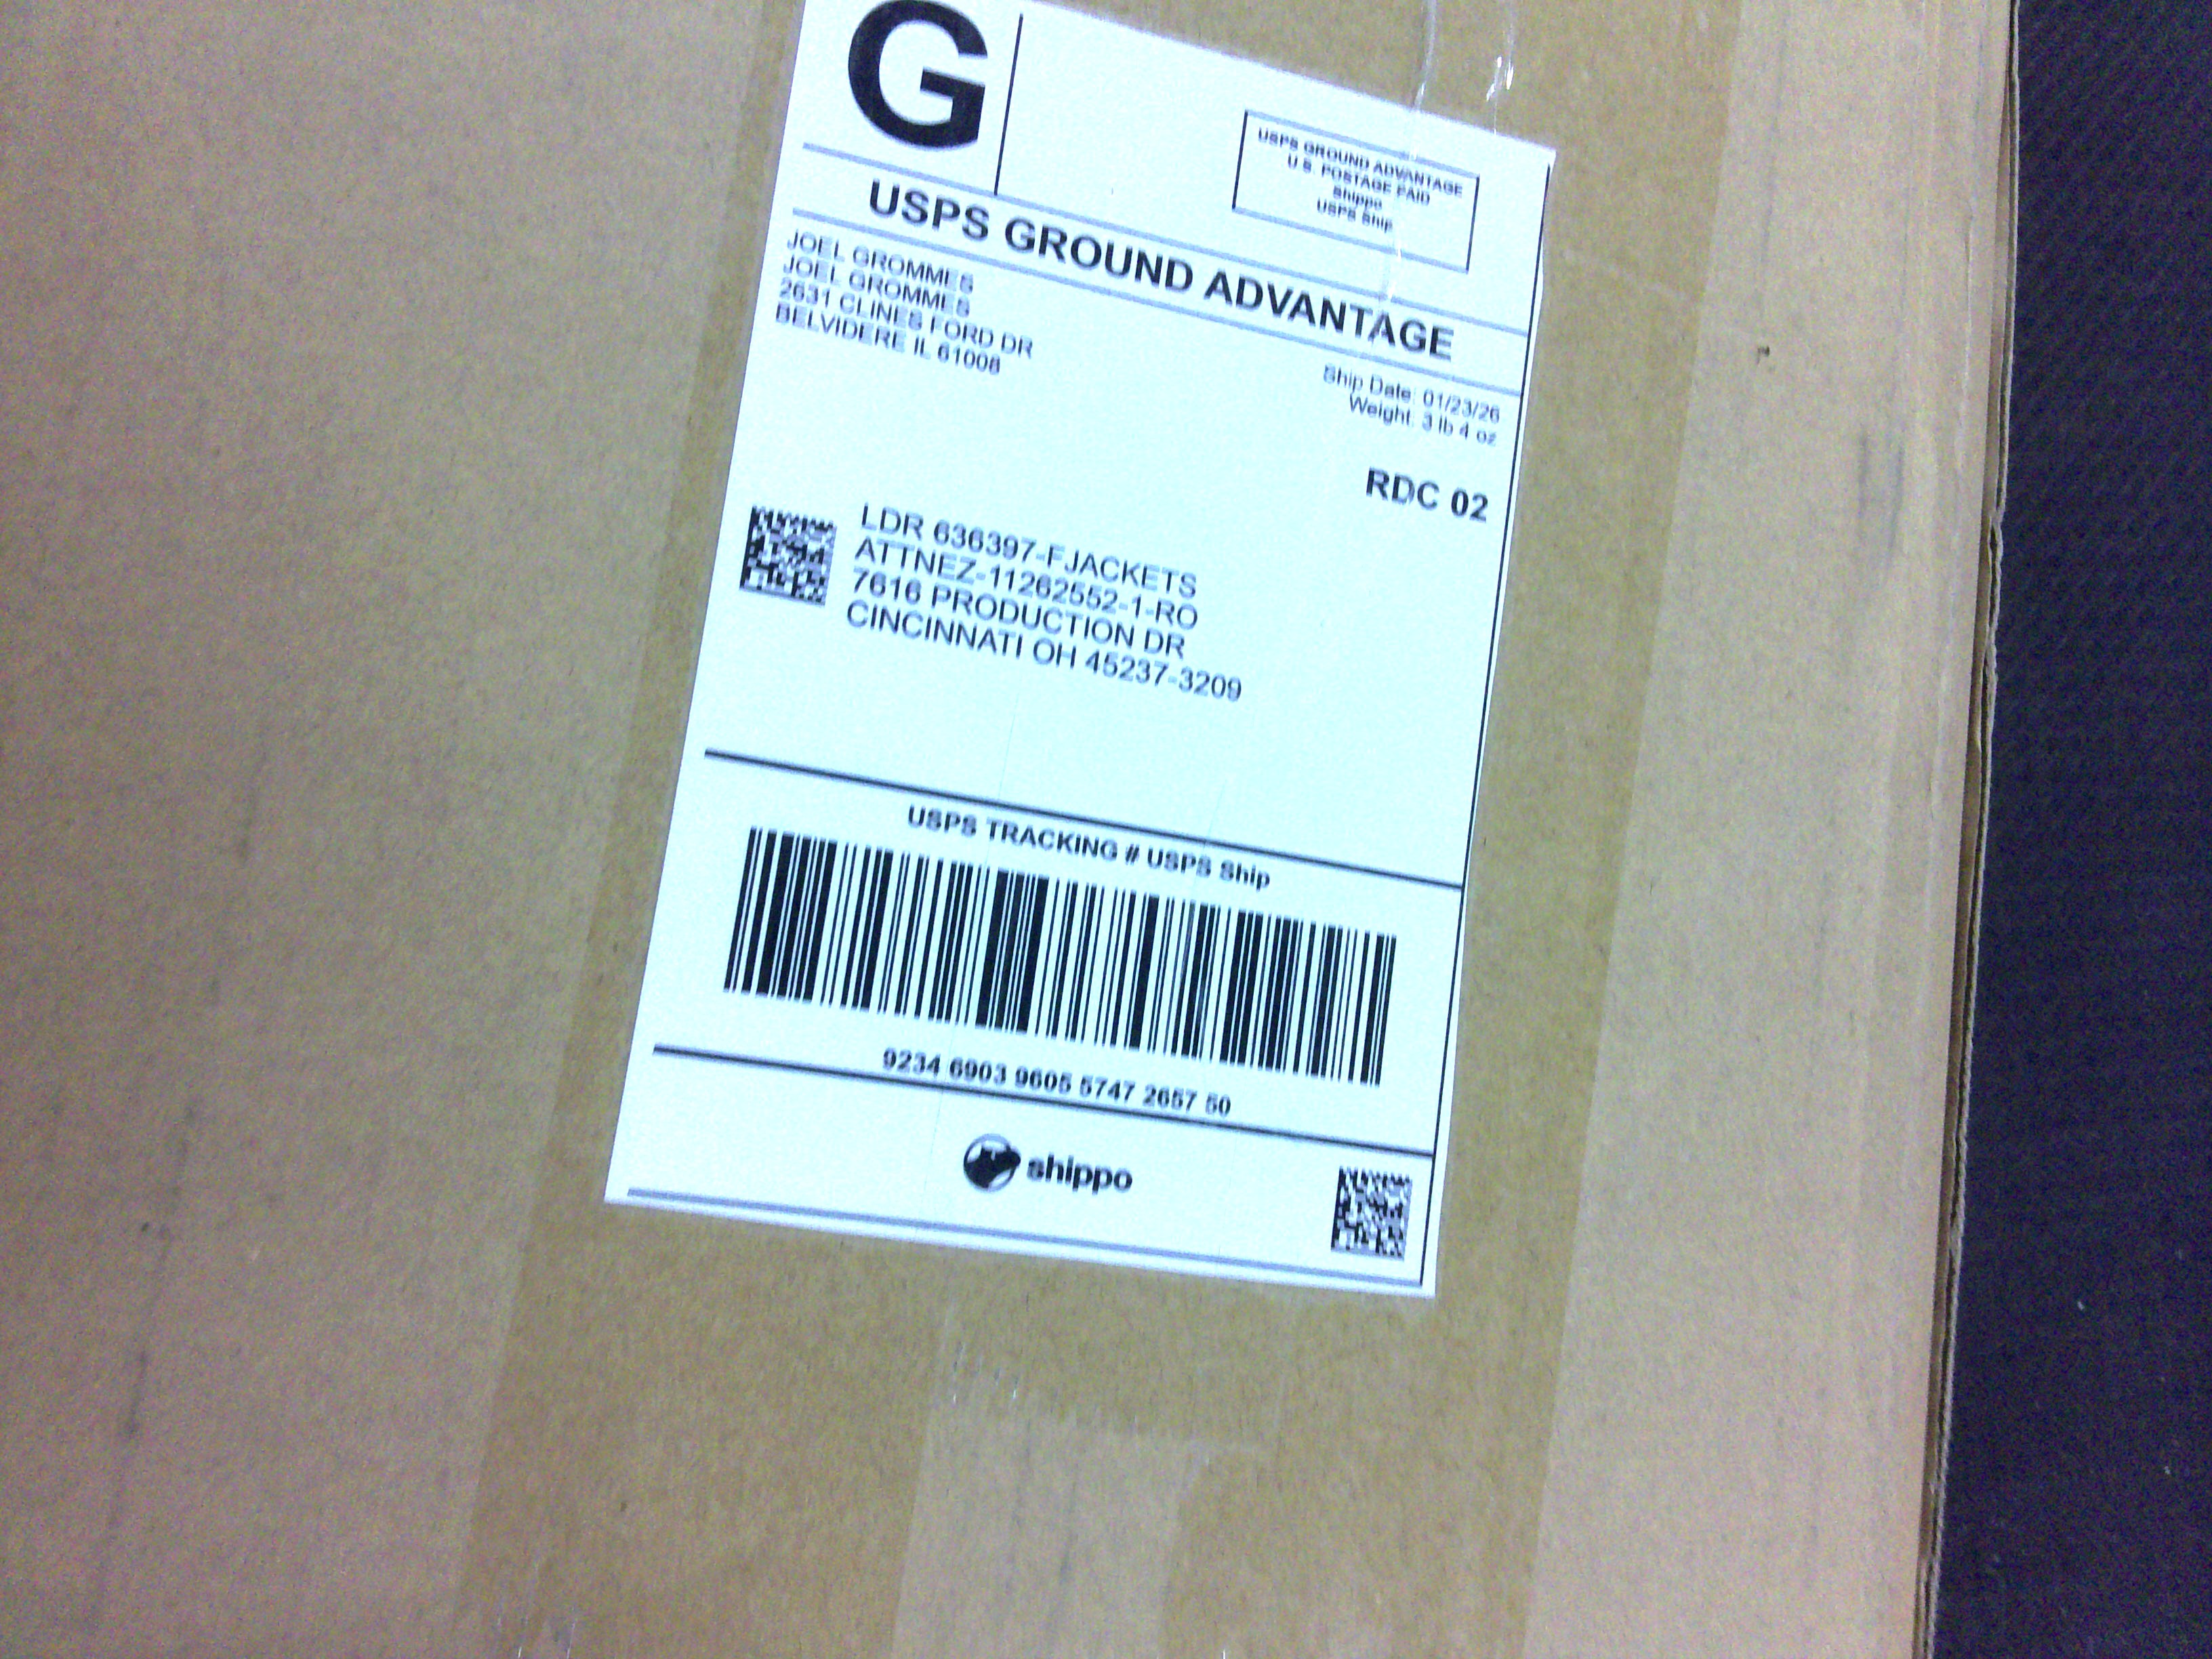 G
USPS GROUND ADVANTAGE
U.S. POSTAGE PAID
Shippo
USPS Ship
USPS GROUND ADVANTAGE
JOEL GROMMES
JOEL GROMMES
2631 CLINES FORD DR
BELVIDERE IL 61008
Ship Date: 01/23/26
Weight: 3 lb 4 oz
RDC 02
LDR 636397-FJACKETS
ATTNEZ-11262552-1-RO
7616 PRODUCTION DR
CINCINNATI OH 45237-3209
USPS TRACKING # USPS Ship
9234 6903 9605 5747 2657 50
shippo